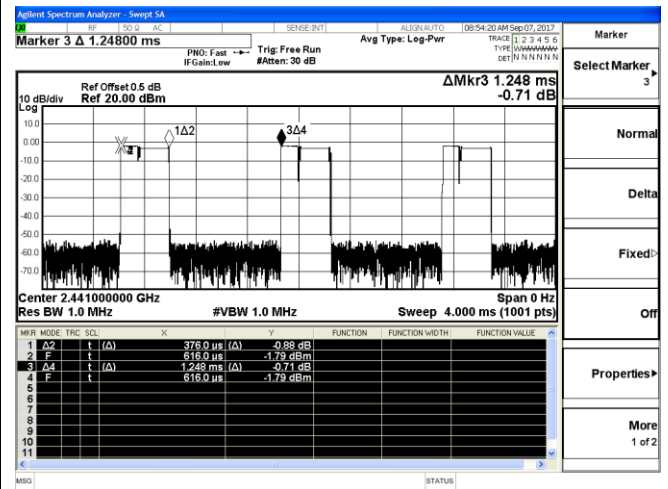 Agilent Spectrum Analyzer - Swept SA
RF 50 Ω AC SENSE:INT ALIGNAUTO 08:54:20 AM Sep 07, 2017
Marker 3 Δ 1.24800 ms
PNO: Fast Trig: Free Run
IFGain:Low #Atten: 30 dB
Avg Type: Log-Pwr
TRACE 1 2 3 4 5 6
TYPE
DET N N N N N N
Ref Offset 0.5 dB
10 dB/div Ref 20.00 dBm
Log
ΔMkr3 1.248 ms
-0.71 dB
10.0
0.00
-10.0
-20.0
-30.0
-40.0
-50.0
-60.0
-70.0
1Δ2
3Δ4
Center 2.441000000 GHz Span 0 Hz
Res BW 1.0 MHz #VBW 1.0 MHz Sweep 4.000 ms (1001 pts)
MKR MODE TRC SCL X Y FUNCTION FUNCTION WIDTH FUNCTION VALUE
1 Δ2 t (Δ) 376.0 µs (Δ) -0.88 dB
2 F t 616.0 µs -1.79 dBm
3 Δ4 t (Δ) 1.248 ms (Δ) -0.71 dB
4 F t 616.0 µs -1.79 dBm
5
6
7
8
9
10
11
MSG STATUS
Marker
Select Marker
3
Normal
Delta
Fixed
Off
Properties
More
1 of 2